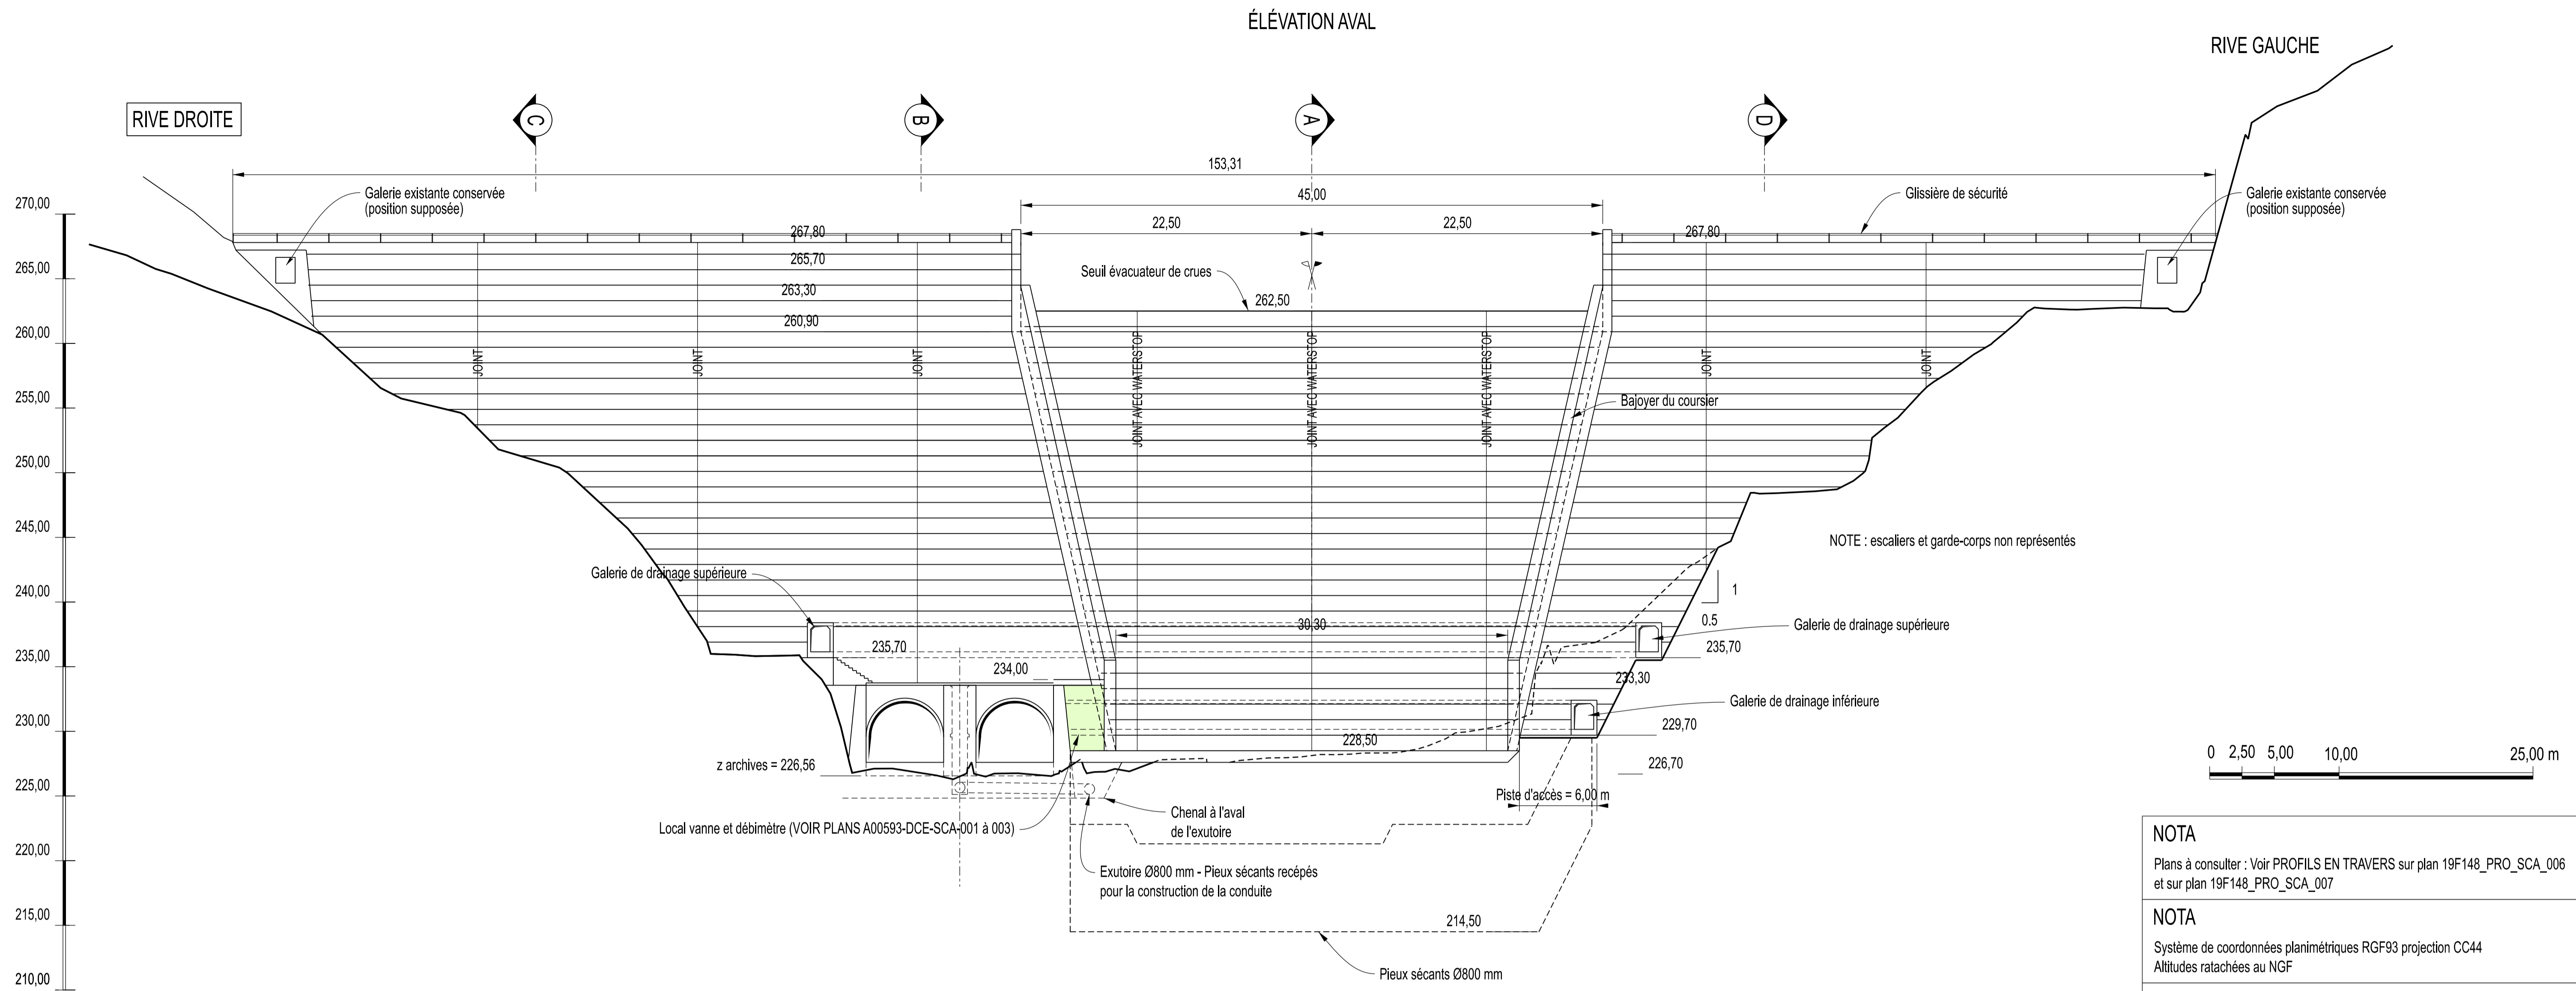 ÉLÉVATION AVAL
RIVE GAUCHE
RIVE DROITE
C
B
A
D
153,31
45,00
22,50
22,50
Galerie existante conservée
(position supposée)
Glissière de sécurité
Galerie existante conservée
(position supposée)
270,00
265,00
260,00
255,00
250,00
245,00
240,00
235,00
230,00
225,00
220,00
215,00
210,00
267,80
265,70
263,30
260,90
267,80
Seuil évacuateur de crues
262,50
JOINT
JOINT
JOINT
JOINT AVEC WATERSTOP
JOINT AVEC WATERSTOP
JOINT AVEC WATERSTOP
JOINT
JOINT
Bajoyer du coursier
NOTE : escaliers et garde-corps non représentés
Galerie de drainage supérieure
1
0.5
30,30
Galerie de drainage supérieure
235,70
235,70
234,00
233,30
Galerie de drainage inférieure
229,70
228,50
226,70
z archives = 226,56
Piste d'accès = 6,00 m
Chenal à l'aval
de l'exutoire
Local vanne et débimètre (VOIR PLANS A00593-DCE-SCA-001 à 003)
Exutoire Ø800 mm - Pieux sécants recépés
pour la construction de la conduite
214,50
Pieux sécants Ø800 mm
0 2,50 5,00 10,00 25,00 m
NOTA
Plans à consulter : Voir PROFILS EN TRAVERS sur plan 19F148_PRO_SCA_006
et sur plan 19F148_PRO_SCA_007
NOTA
Système de coordonnées planimétriques RGF93 projection CC44
Altitudes ratachées au NGF